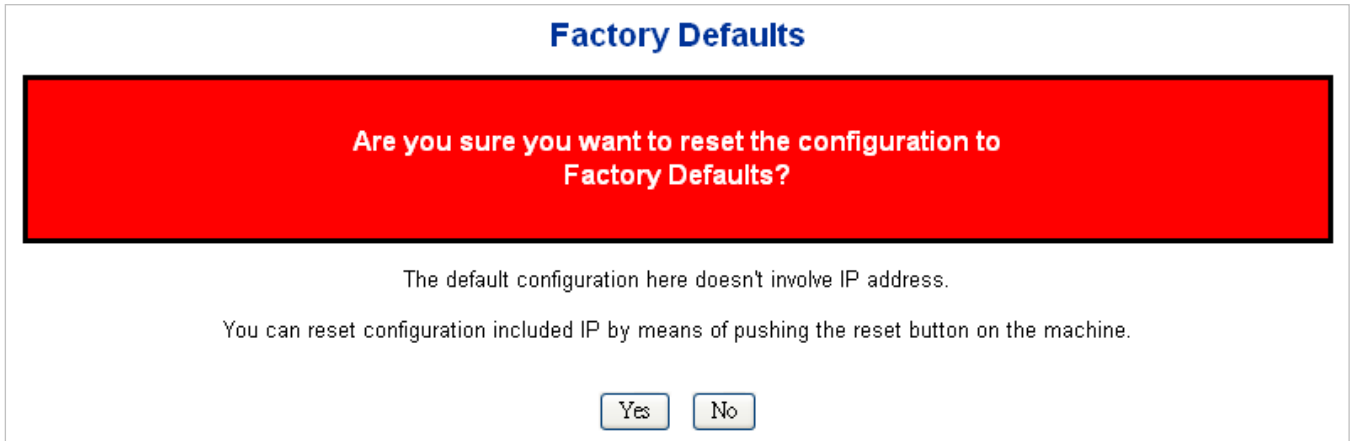 Factory Defaults
Are you sure you want to reset the configuration to
Factory Defaults?
The default configuration here doesn't involve IP address.
You can reset configuration included IP by means of pushing the reset button on the machine.
Yes No